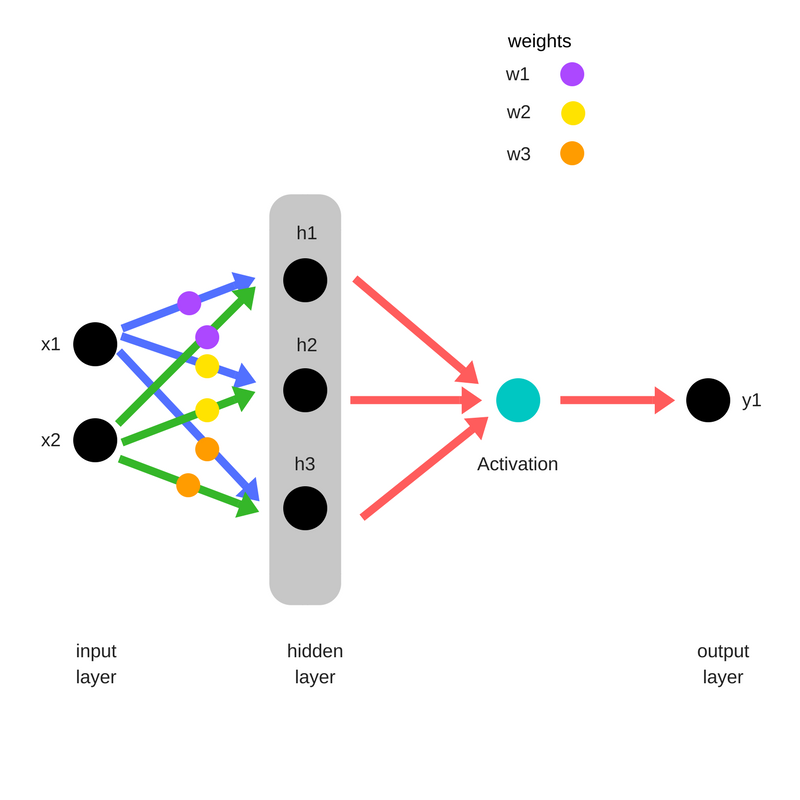 weights
w1
w2
w3
h1
x1
h2
x2
y1
h3
Activation
input
layer
hidden
layer
output
layer